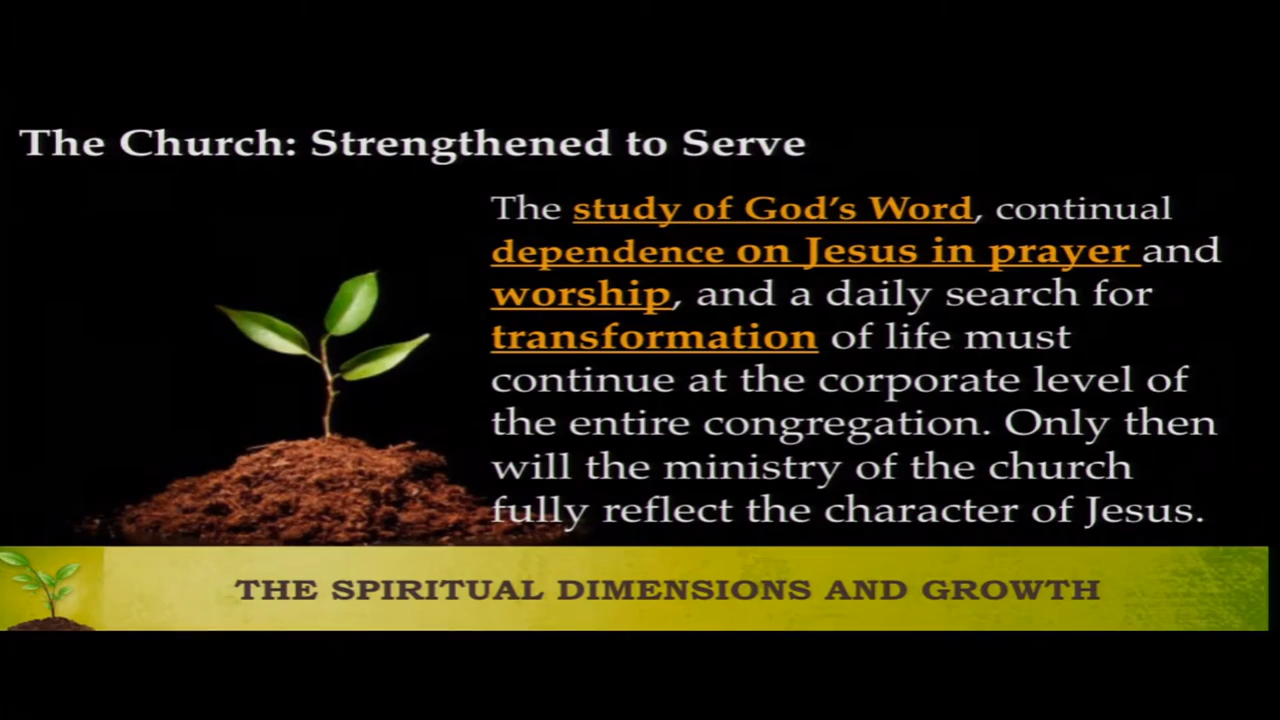 The Church: Strengthened to Serve
The study of God's Word, continual
dependence on Jesus in prayer and
worship, and a daily search for
transformation of life must
continue at the corporate level of
the entire congregation. Only then
will the ministry of the church
fully reflect the character of Jesus.
THE SPIRITUAL DIMENSIONS AND GROWTH